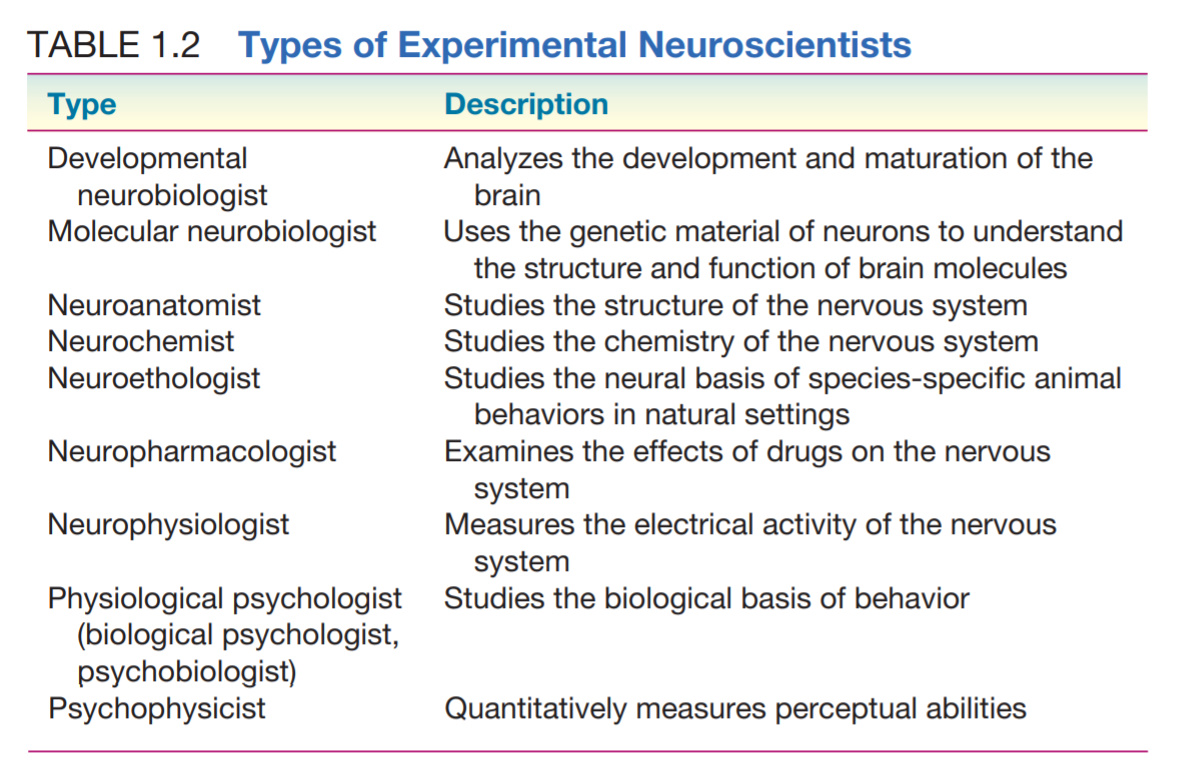 TABLE 1.2 Types of Experimental Neuroscientists
Type Description
Developmental Analyzes the development and maturation of the
neurobiologist brain
Molecular neurobiologist Uses the genetic material of neurons to understand
the structure and function of brain molecules
Neuroanatomist Studies the structure of the nervous system
Neurochemist Studies the chemistry of the nervous system
Neuroethologist Studies the neural basis of species-specific animal
behaviors in natural settings
Neuropharmacologist Examines the effects of drugs on the nervous
system
Neurophysiologist Measures the electrical activity of the nervous
system
Physiological psychologist Studies the biological basis of behavior
(biological psychologist,
psychobiologist)
Psychophysicist Quantitatively measures perceptual abilities